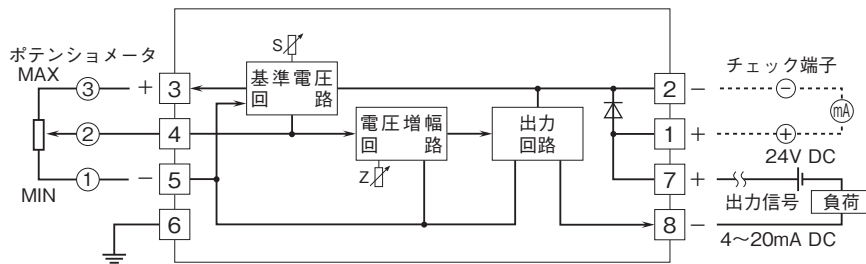 ポテンショメータ
MAX
③
②
①
MIN
+
−
3
4
5
6
S
基準電圧
回 路
電圧増幅
回 路
Z
出力
回路
2
1
7
8
−
+
+
−
チェック端子
−
mA
+
24V DC
出力信号
負荷
4～20mA DC